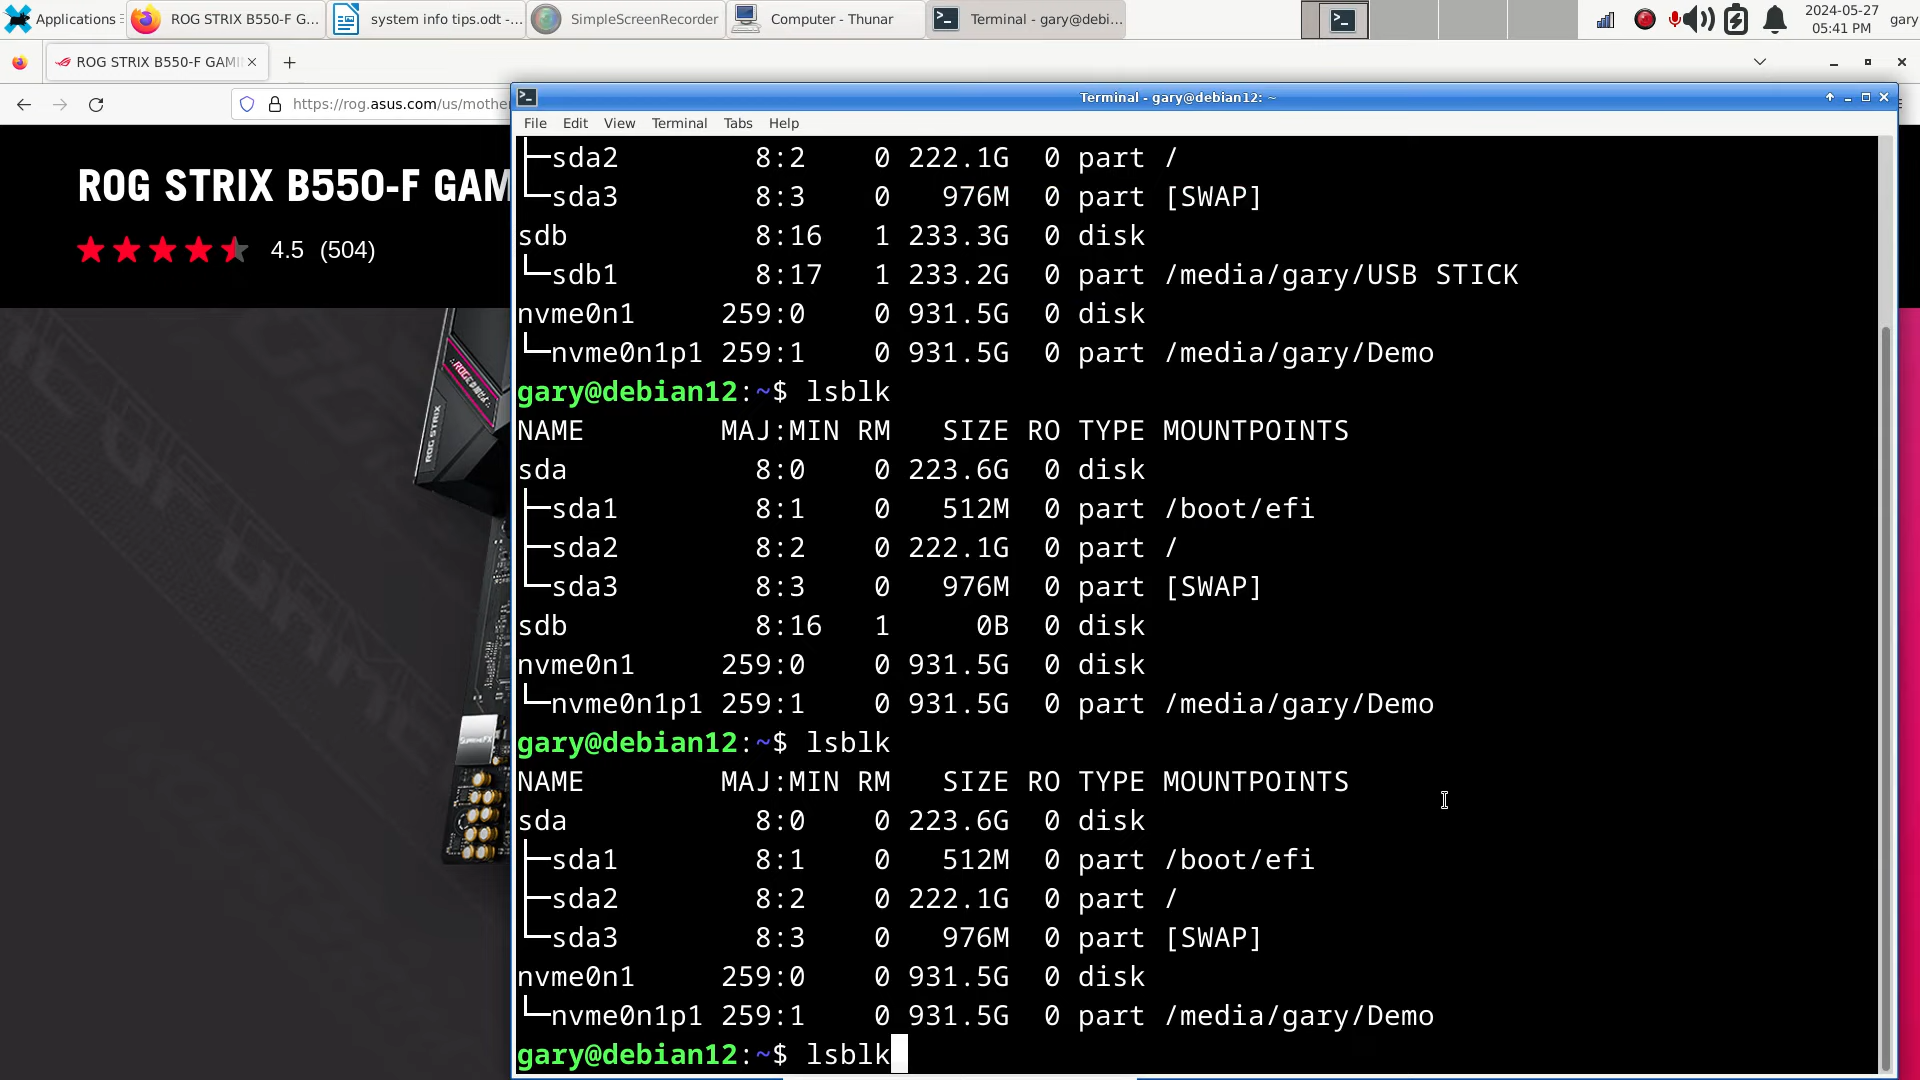 Applications
ROG STRIX B550-F G...
system info tips.odt -...
SimpleScreenRecorder
Computer - Thunar
Terminal - gary@debi...
2024-05-27
05:41 PM
gary
ROG STRIX B550-F GAMI
https://rog.asus.com/us/mothe
Terminal - gary@debian12: ~
File Edit View Terminal Tabs Help
ROG STRIX B550-F GAM
4.5 (504)
ROG STRIX
├─sda2        8:2    0 222.1G  0 part /
└─sda3        8:3    0   976M  0 part [SWAP]
sdb           8:16   1 233.3G  0 disk
└─sdb1        8:17   1 233.2G  0 part /media/gary/USB STICK
nvme0n1     259:0    0 931.5G  0 disk
└─nvme0n1p1 259:1    0 931.5G  0 part /media/gary/Demo
gary@debian12:~$ lsblk
NAME        MAJ:MIN RM   SIZE RO TYPE MOUNTPOINTS
sda           8:0    0 223.6G  0 disk
├─sda1        8:1    0   512M  0 part /boot/efi
├─sda2        8:2    0 222.1G  0 part /
└─sda3        8:3    0   976M  0 part [SWAP]
sdb           8:16   1     0B  0 disk
nvme0n1     259:0    0 931.5G  0 disk
└─nvme0n1p1 259:1    0 931.5G  0 part /media/gary/Demo
gary@debian12:~$ lsblk
NAME        MAJ:MIN RM   SIZE RO TYPE MOUNTPOINTS
sda           8:0    0 223.6G  0 disk
├─sda1        8:1    0   512M  0 part /boot/efi
├─sda2        8:2    0 222.1G  0 part /
└─sda3        8:3    0   976M  0 part [SWAP]
nvme0n1     259:0    0 931.5G  0 disk
└─nvme0n1p1 259:1    0 931.5G  0 part /media/gary/Demo
gary@debian12:~$ lsblk